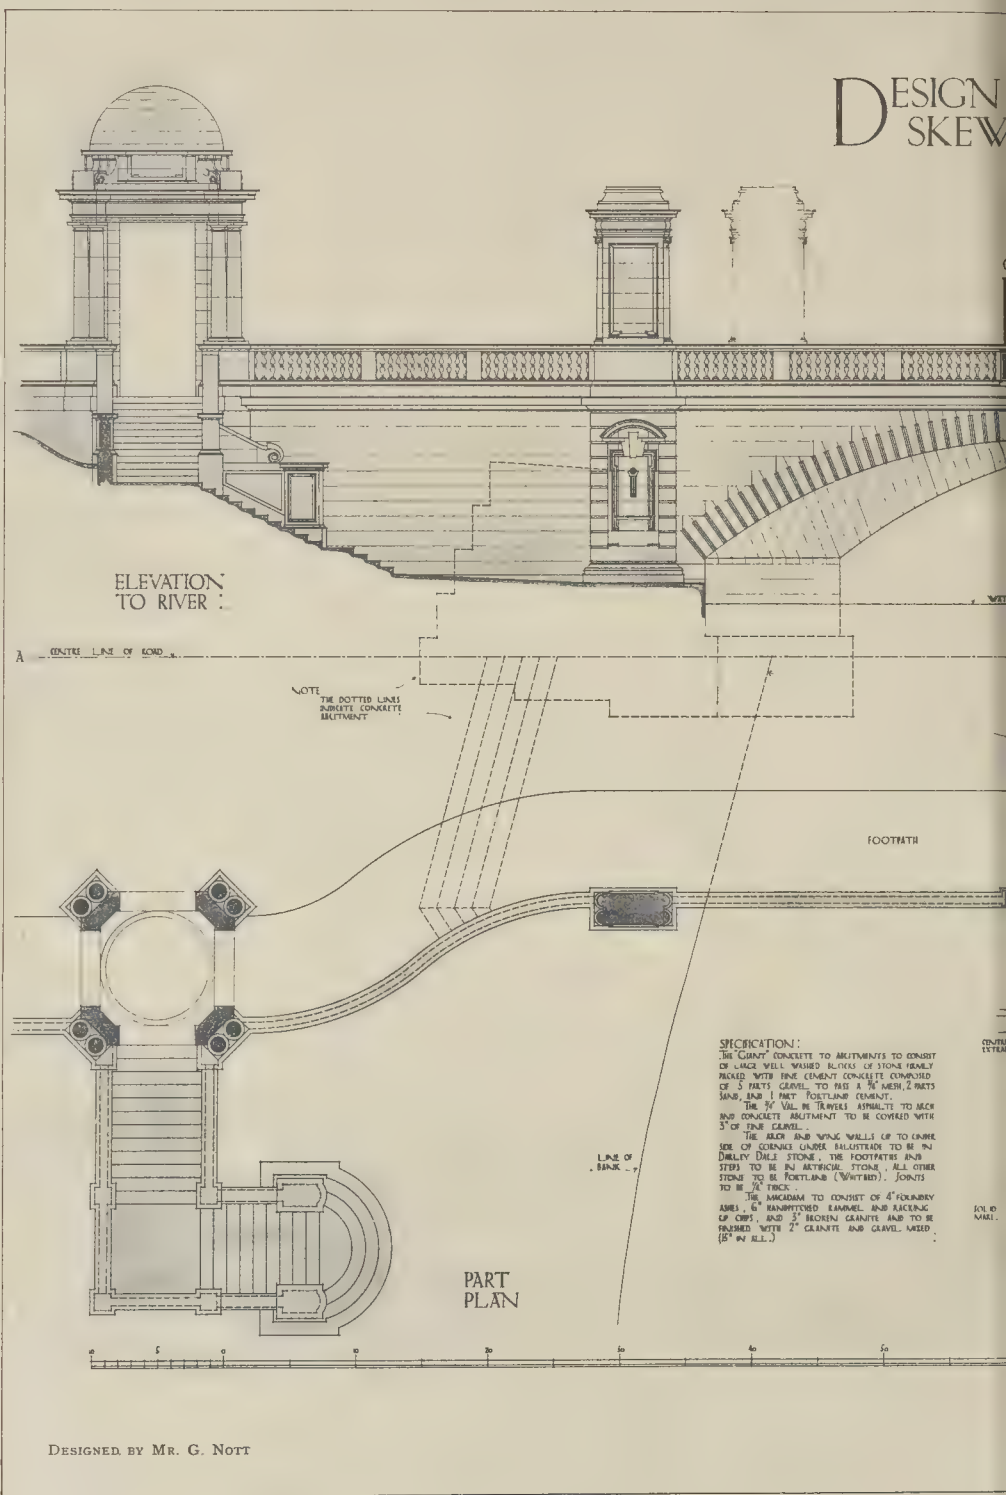 DESIGN
SKEW
ELEVATION
TO RIVER :
WAT
A
CENTRE LINE OF ROAD
NOTE
THE DOTTED LINES
INDICATE CONCRETE
ABUTMENT
FOOTPATH
SPECIFICATION :
THE "GIANT" CONCRETE TO ABUTMENTS TO CONSIST
OF LARGE WELL WASHED BLOCKS OF STONE FIRMLY
PACKED WITH FINE CEMENT CONCRETE COMPOSED
OF 5 PARTS GRAVEL TO PASS A 3/4" MESH, 2 PARTS
SAND, AND 1 PART PORTLAND CEMENT.
THE 3/4" VAL DE TRAVERS ASPHALTE TO ARCH
AND CONCRETE ABUTMENT TO BE COVERED WITH
3" OF FINE GRAVEL.
THE ARCH AND WING WALLS UP TO UNDER
SIDE OF CORNICE UNDER BALUSTRADE TO BE IN
DARLEY DALE STONE, THE FOOTPATHS AND
STEPS TO BE IN ARTIFICIAL STONE, ALL OTHER
STONE TO BE PORTLAND (WHITBED). JOINTS
TO BE THICK.
THE MACADAM TO CONSIST OF 4" FOUNDRY
ASHES, 6" HANDPITCHED RAMMEL AND RACKING
OF CHIPS, AND 3" BROKEN GRANITE AND TO BE
FINISHED WITH 2" GRANITE AND GRAVEL MIXED
(15" IN ALL.)
CENTRE
EXTRA
LINE OF
BANK
SOLID
MARL.
PART
PLAN
10 5 0 10 20 30 40 50
DESIGNED BY MR. G. NOTT